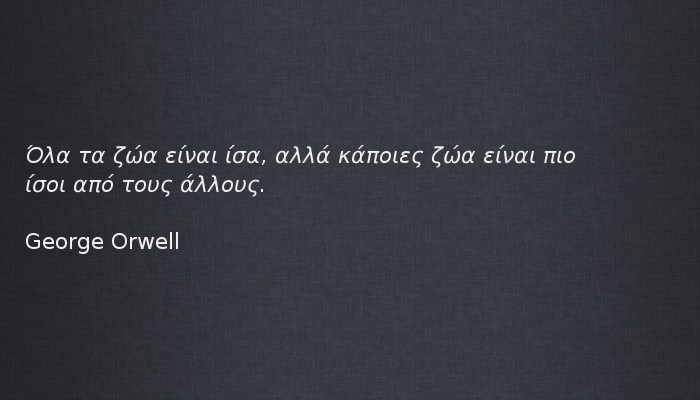 Όλα τα ζώα είναι ίσα, αλλά κάποιες ζώα είναι πιο
ίσοι από τους άλλους.
George Orwell